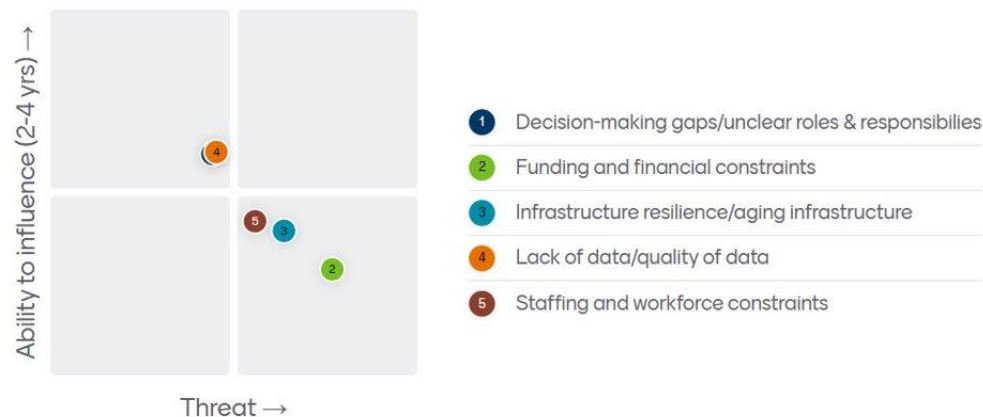 Ability to influence (2-4 yrs) →
4
5
3
2
Threat →
1 Decision-making gaps/unclear roles & responsibilies
2 Funding and financial constraints
3 Infrastructure resilience/aging infrastructure
4 Lack of data/quality of data
5 Staffing and workforce constraints